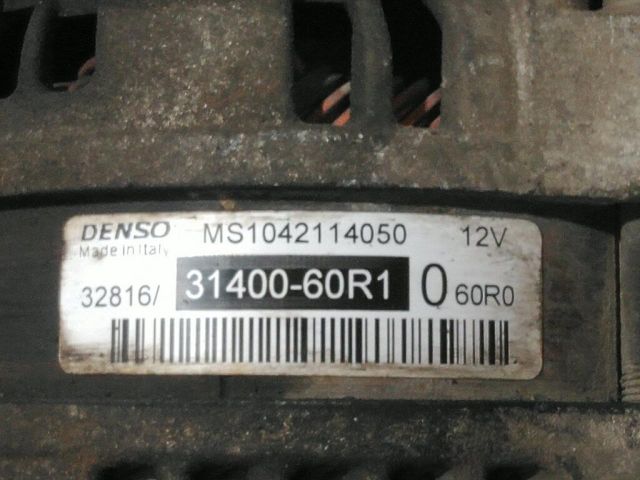 DENSO MS1042114050 12V
Made in Italy
32816/ 31400-60R1 0 60R0